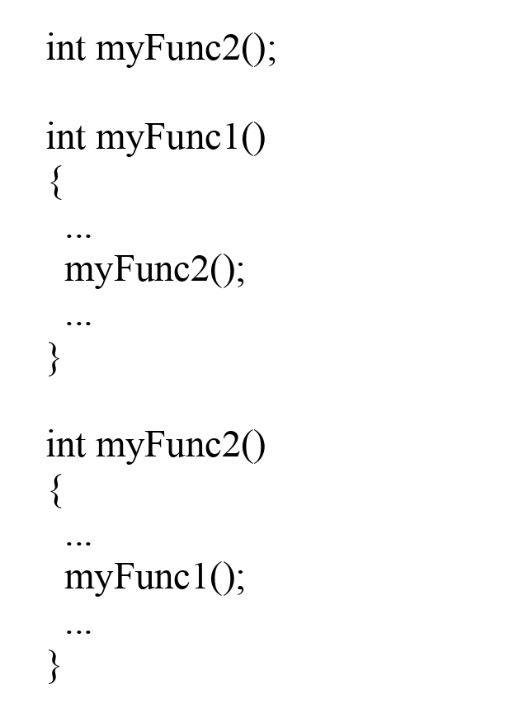 int myFunc2();
int myFunc1()
{
...
myFunc2();
...
}
int myFunc2()
{
...
myFunc1();
...
}